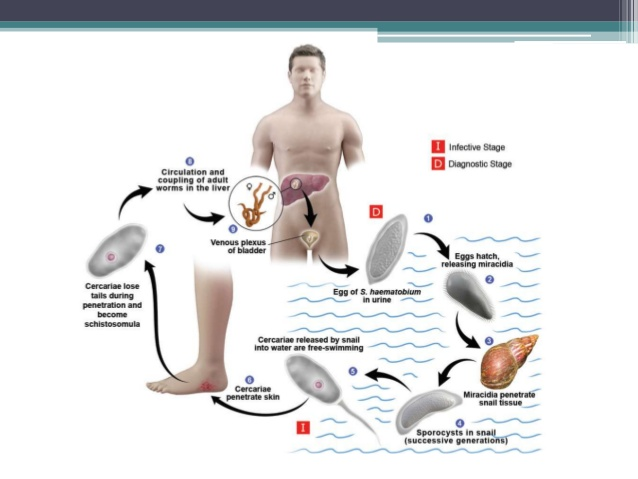 I Infective Stage
D Diagnostic Stage
8
Circulation and
coupling of adult
worms in the liver
♀ ♂
9
Venous plexus
of bladder
D
1
Egg of S. haematobium
in urine
Eggs hatch,
releasing miracidia
2
3
Miracidia penetrate
snail tissue
4
Sporocysts in snail
(successive generations)
Cercariae released by snail
into water are free-swimming
5
I
6
Cercariae
penetrate skin
7
Cercariae lose
tails during
penetration and
become
schistosomula